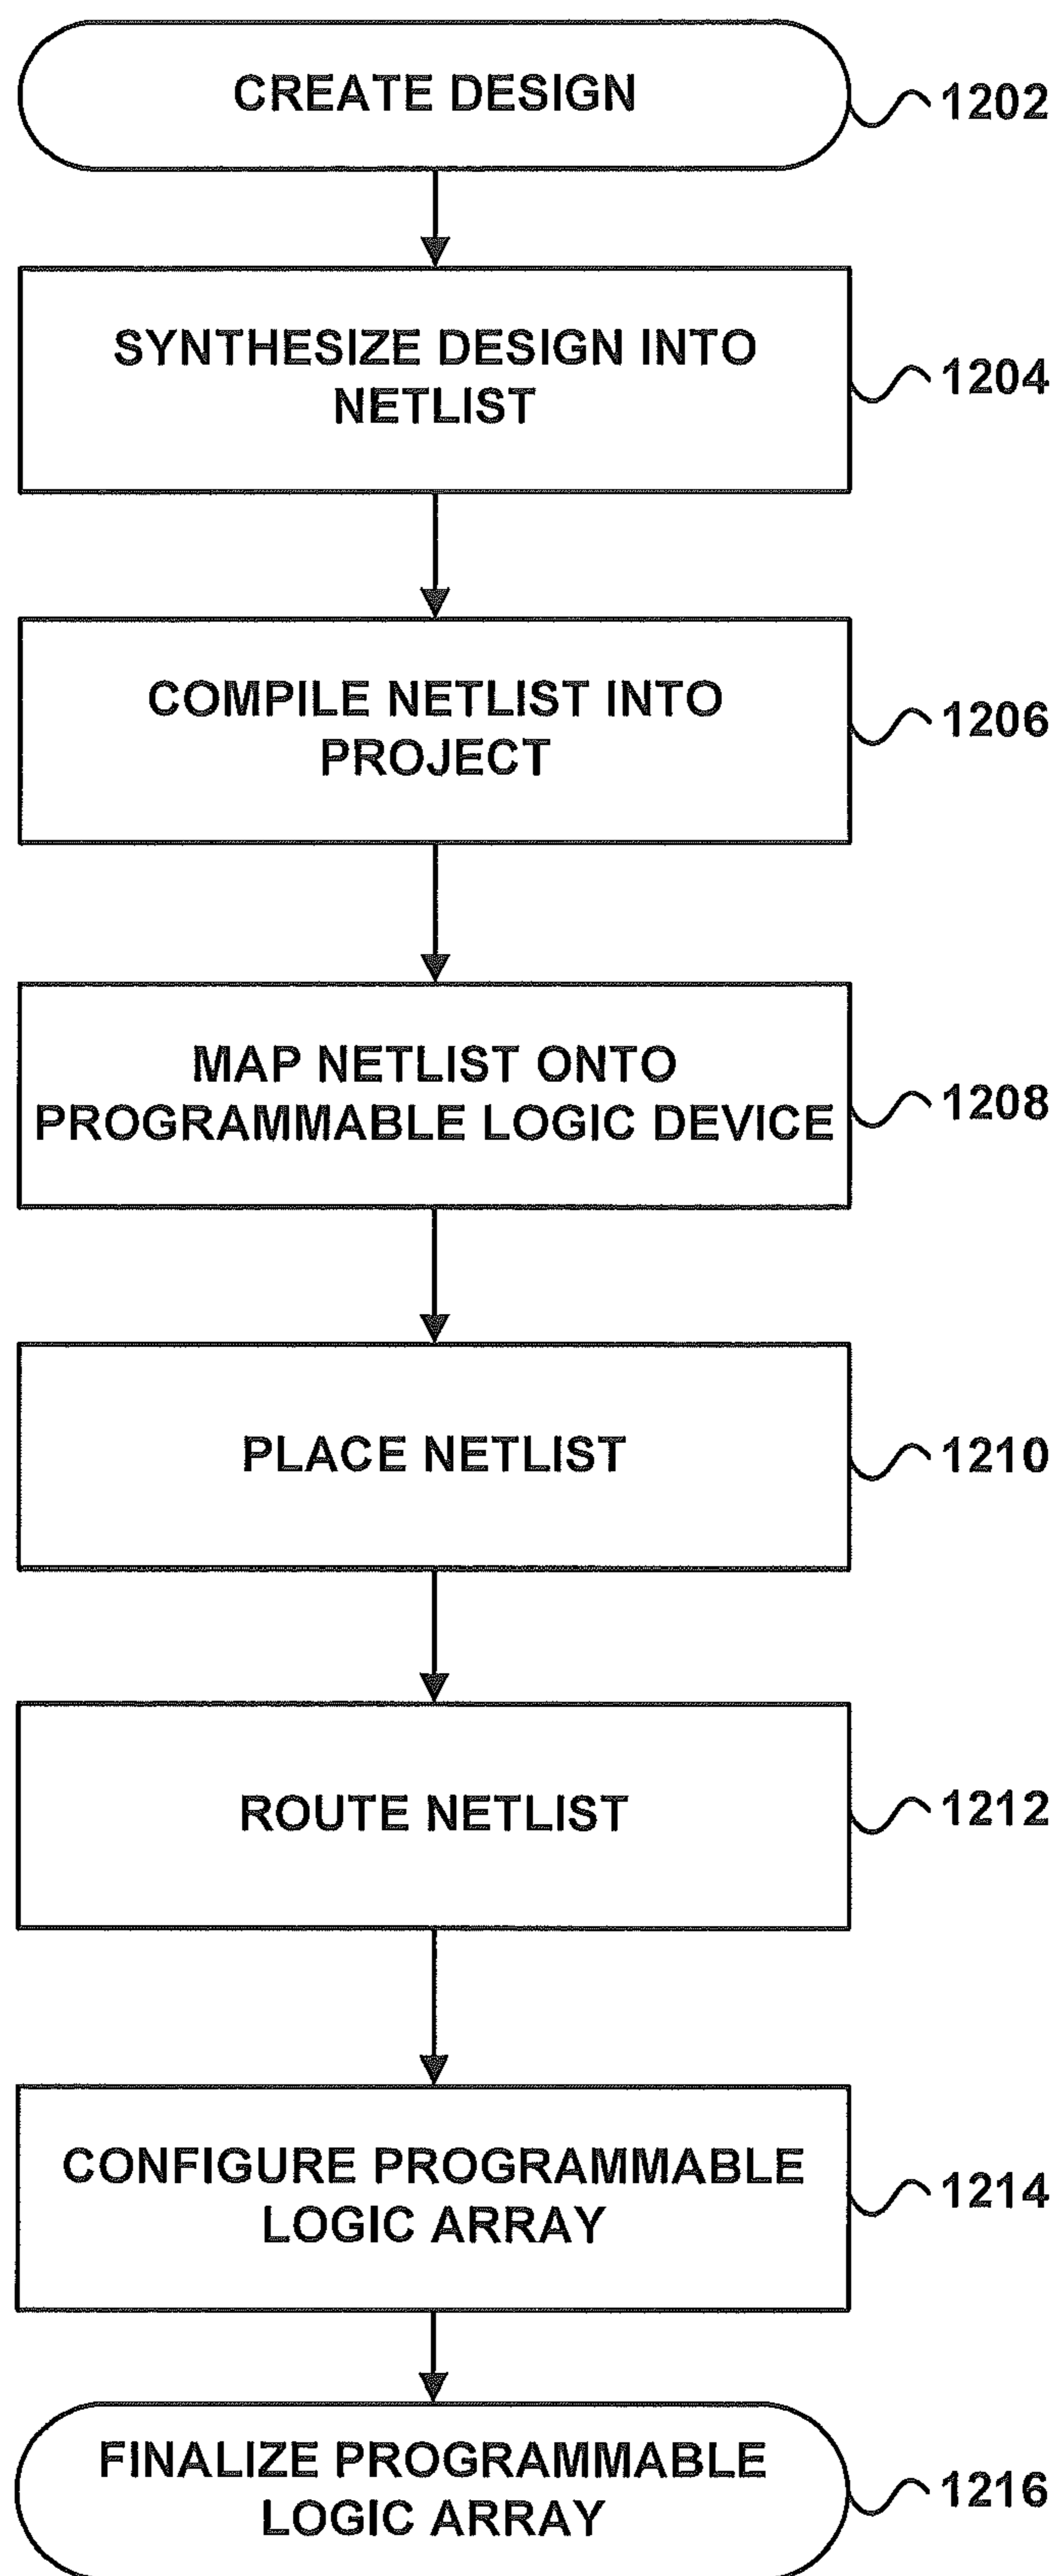 CREATE DESIGN
1202
SYNTHESIZE DESIGN INTO
NETLIST
1204
COMPILE NETLIST INTO
PROJECT
1206
MAP NETLIST ONTO
PROGRAMMABLE LOGIC DEVICE
1208
PLACE NETLIST
1210
ROUTE NETLIST
1212
CONFIGURE PROGRAMMABLE
LOGIC ARRAY
1214
FINALIZE PROGRAMMABLE
LOGIC ARRAY
1216